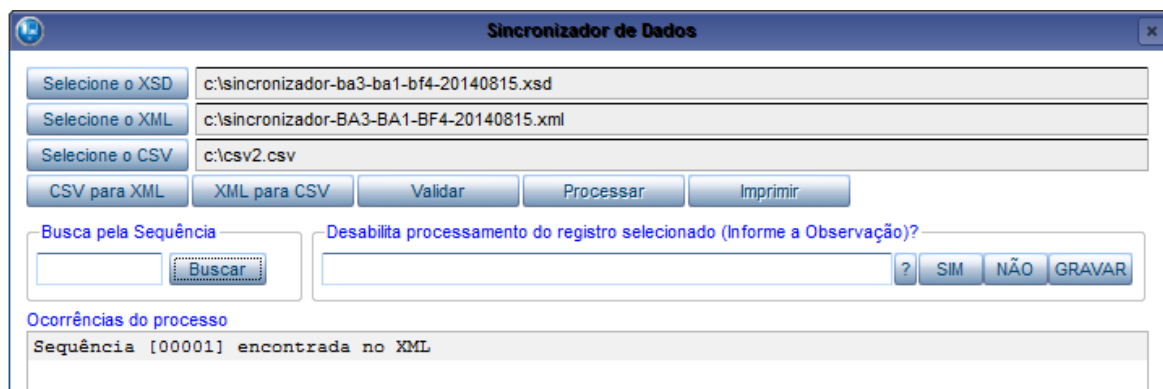 Sincronizador de Dados
Selecione o XSD c:\sincronizador-ba3-ba1-bf4-20140815.xsd
Selecione o XML c:\sincronizador-BA3-BA1-BF4-20140815.xml
Selecione o CSV c:\csv2.csv
CSV para XML XML para CSV Validar Processar Imprimir
Busca pela Sequência Desabilita processamento do registro selecionado (Informe a Observação)?
Buscar ? SIM NÃO GRAVAR
Ocorrências do processo
Sequência [00001] encontrada no XML